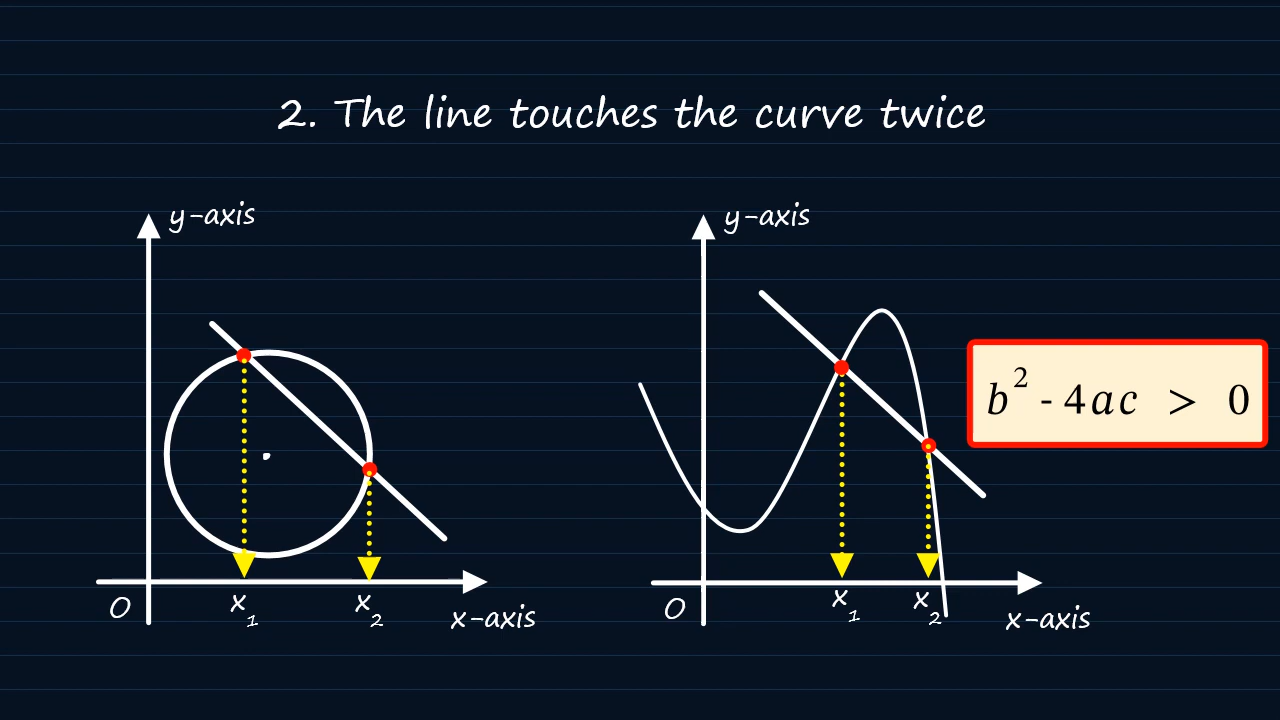 2. The line touches the curve twice
y-axis
O
x₁
x₂
x-axis
y-axis
O
x₁
x₂
x-axis
b² - 4ac > 0